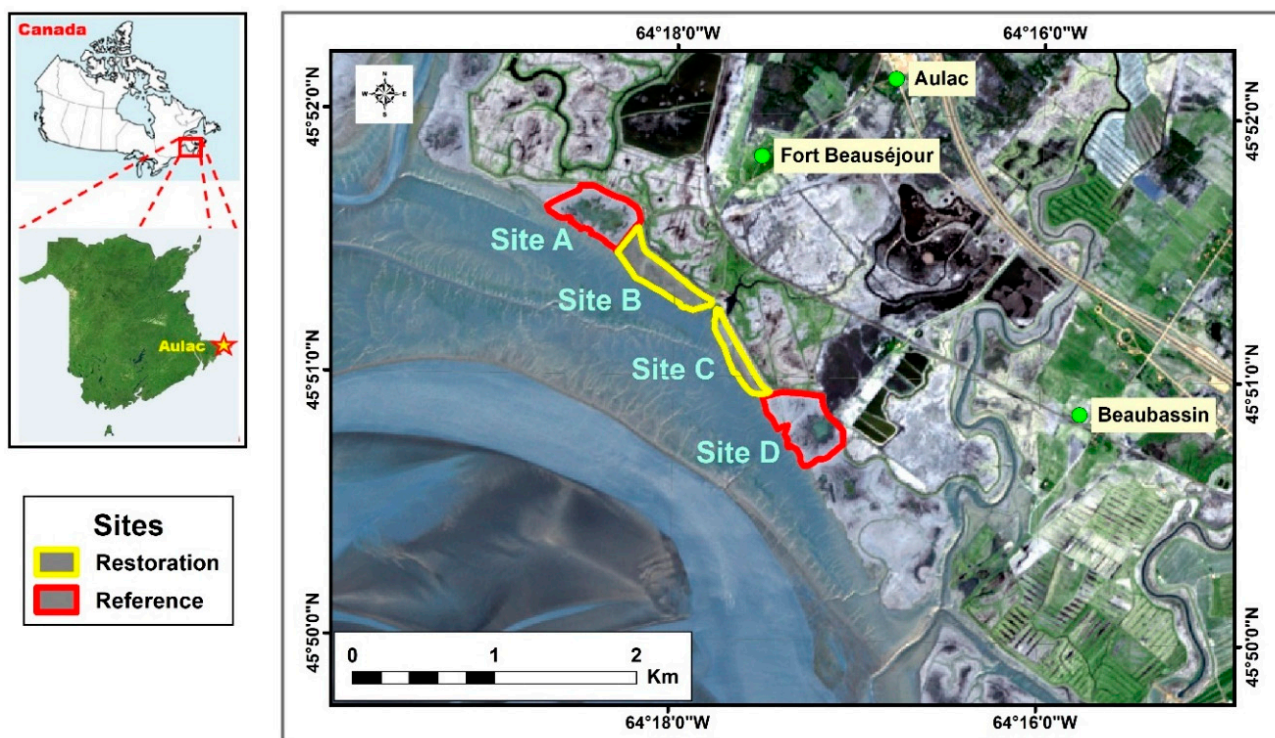 Canada
Aulac
Sites
Restoration
Reference
64°18'0"W
64°16'0"W
N
W E
S
45°52'0"N
45°52'0"N
Aulac
Fort Beauséjour
Site A
Site B
45°51'0"N
45°51'0"N
Site C
Beaubassin
Site D
45°50'0"N
45°50'0"N
0 1 2
Km
64°18'0"W
64°16'0"W